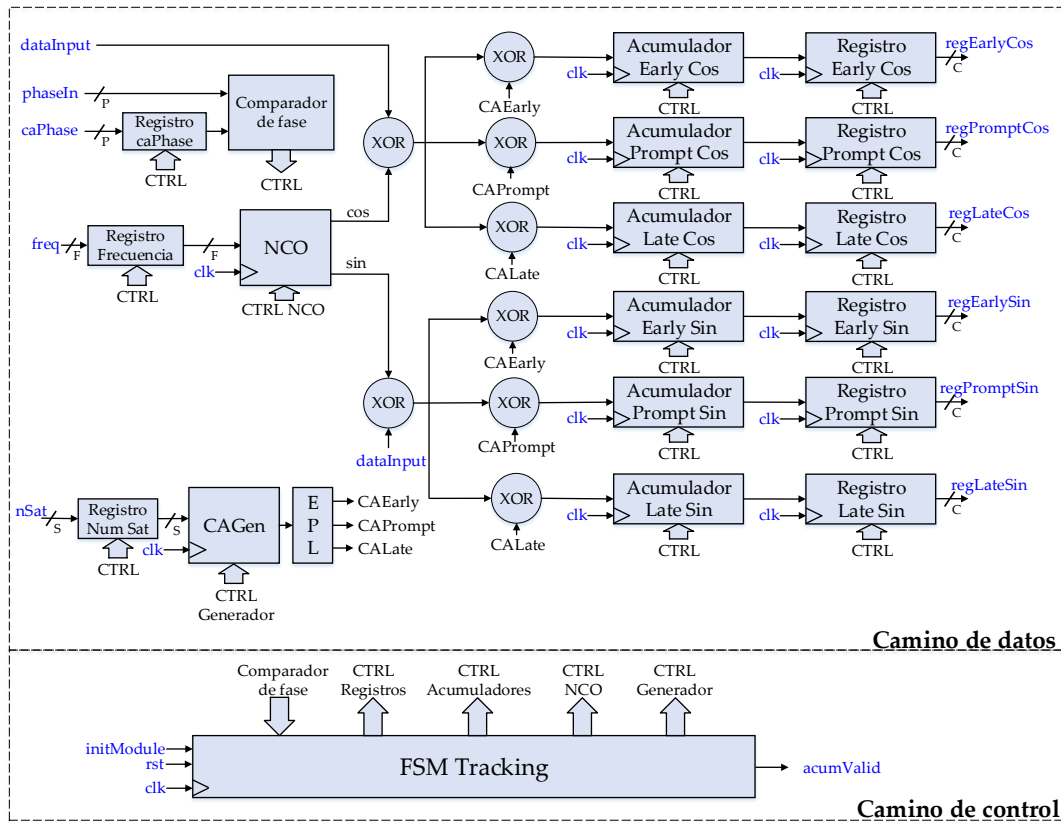 dataInput
phaseIn
P
caPhase
P
Registro
caPhase
CTRL
Comparador
de fase
CTRL
XOR
freq
F
Registro
Frecuencia
CTRL
F
clk
NCO
CTRL NCO
cos
sin
XOR
dataInput
nSat
S
Registro
Num Sat
CTRL
S
clk
CAGen
CTRL
Generador
E
P
L
CAEarly
CAPrompt
CALate
XOR
CAEarly
clk
Acumulador
Early Cos
CTRL
clk
Registro
Early Cos
CTRL
regEarlyCos
C
XOR
CAPrompt
clk
Acumulador
Prompt Cos
CTRL
clk
Registro
Prompt Cos
CTRL
regPromptCos
C
XOR
CALate
clk
Acumulador
Late Cos
CTRL
clk
Registro
Late Cos
CTRL
regLateCos
C
XOR
CAEarly
clk
Acumulador
Early Sin
CTRL
clk
Registro
Early Sin
CTRL
regEarlySin
C
XOR
CAPrompt
clk
Acumulador
Prompt Sin
CTRL
clk
Registro
Prompt Sin
CTRL
regPromptSin
C
XOR
CALate
clk
Acumulador
Late Sin
CTRL
clk
Registro
Late Sin
CTRL
regLateSin
C
Camino de datos
Comparador
de fase
CTRL
Registros
CTRL
Acumuladores
CTRL
NCO
CTRL
Generador
initModule
rst
clk
FSM Tracking
acumValid
Camino de control